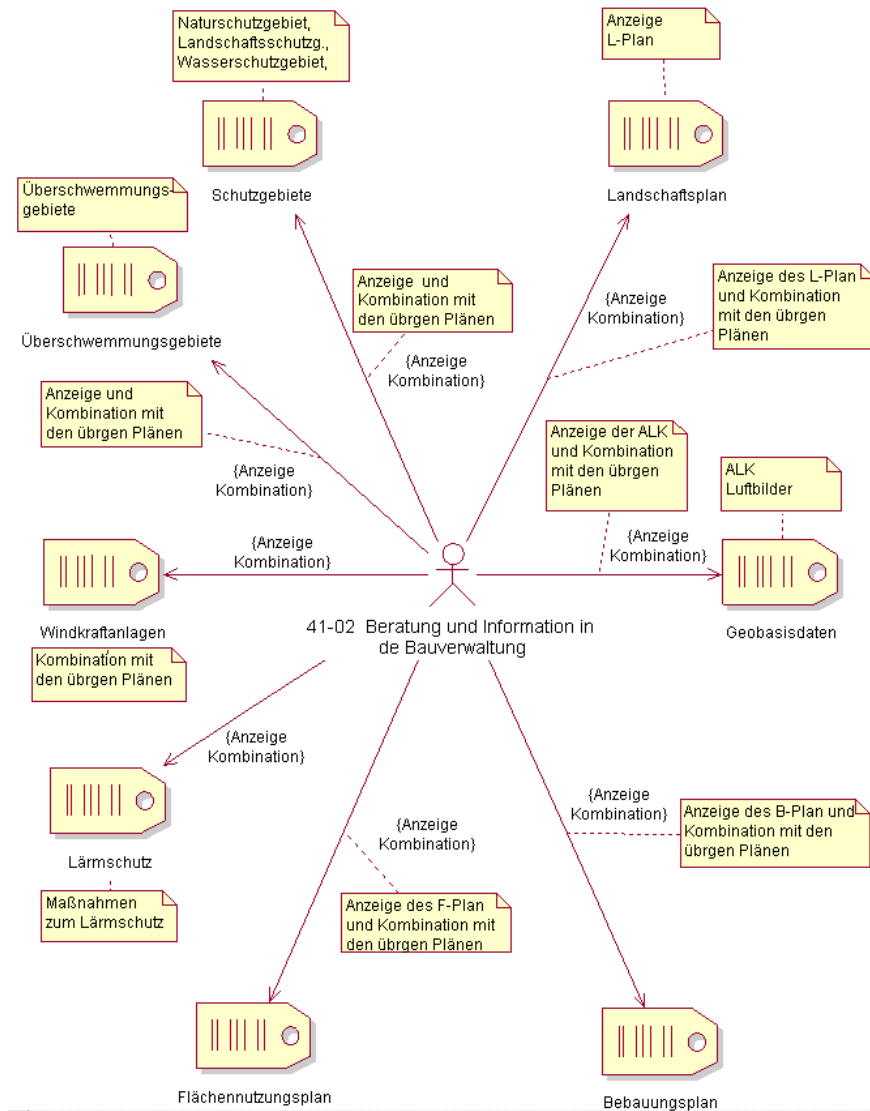 Naturschutzgebiet,
Landschaftsschutzg.,
Wasserschutzgebiet,
Anzeige
L-Plan
Schutzgebiete
Landschaftsplan
Überschwemmungs-
gebiete
Überschwemmungsgebiete
Anzeige und
Kombination mit
den übrgen Plänen
{Anzeige
Kombination}
Anzeige des L-Plan
und Kombination
mit den übrgen
Plänen
{Anzeige
Kombination}
Anzeige und
Kombination mit
den übrgen Plänen
{Anzeige
Kombination}
Anzeige der ALK
und Kombination
mit den übrgen
Plänen
ALK
Luftbilder
{Anzeige
Kombination}
{Anzeige
Kombination}
Windkraftanlagen
Geobasisdaten
41-02 Beratung und Information in
de Bauverwaltung
Kombination mit
den übrgen Plänen
{Anzeige
Kombination}
Lärmschutz
Maßnahmen
zum Lärmschutz
{Anzeige
Kombination}
{Anzeige
Kombination}
Anzeige des B-Plan und
Kombination mit den
übrgen Plänen
Anzeige des F-Plan
und Kombination mit
den übrgen Plänen
Flächennutzungsplan
Bebauungsplan